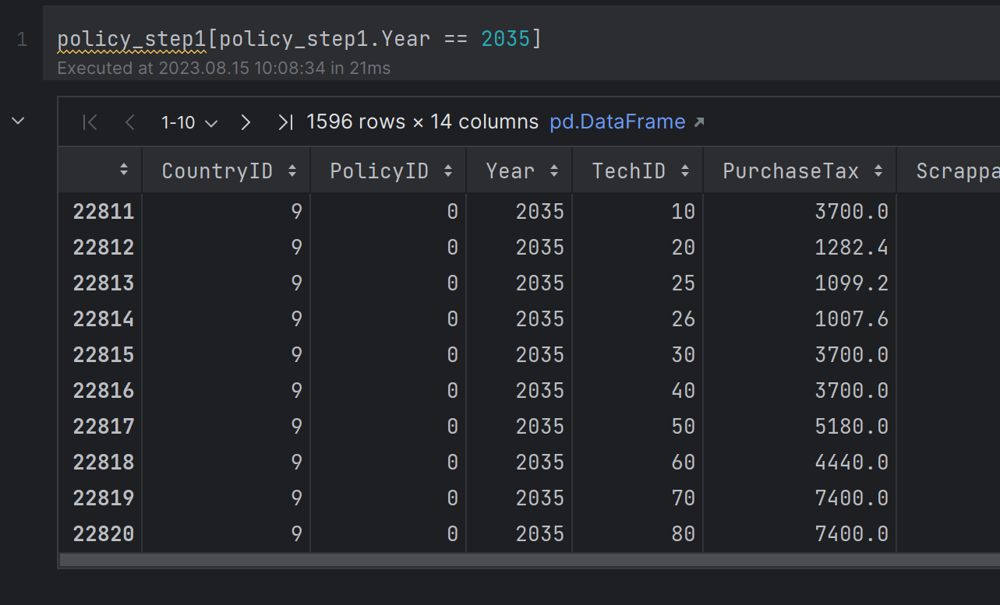 1 policy_step1[policy_step1.Year == 2035]
Executed at 2023.08.15 10:08:34 in 21ms
1-10 1596 rows × 14 columns pd.DataFrame
CountryID PolicyID Year TechID PurchaseTax Scrappa
22811 9 0 2035 10 3700.0
22812 9 0 2035 20 1282.4
22813 9 0 2035 25 1099.2
22814 9 0 2035 26 1007.6
22815 9 0 2035 30 3700.0
22816 9 0 2035 40 3700.0
22817 9 0 2035 50 5180.0
22818 9 0 2035 60 4440.0
22819 9 0 2035 70 7400.0
22820 9 0 2035 80 7400.0